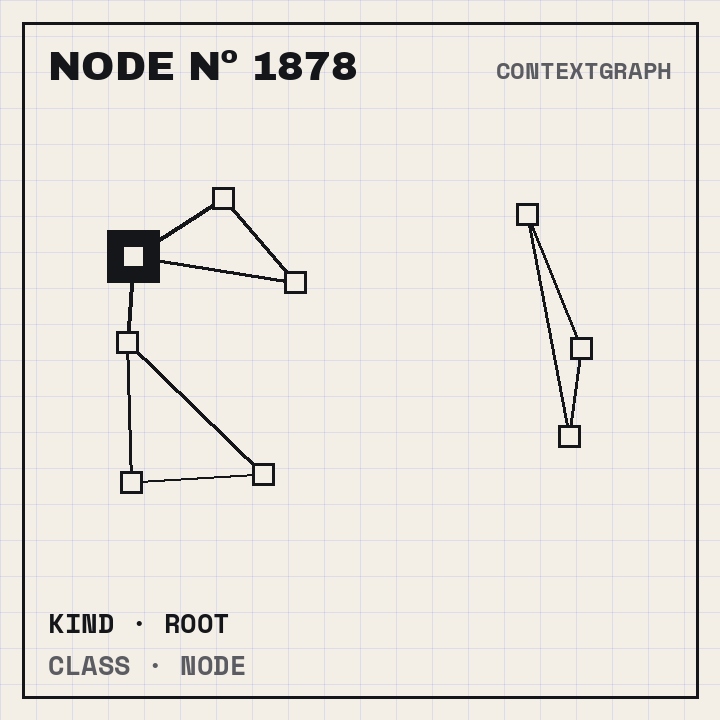 NODE Nº 1878
CONTEXTGRAPH
KIND · ROOT
CLASS · NODE